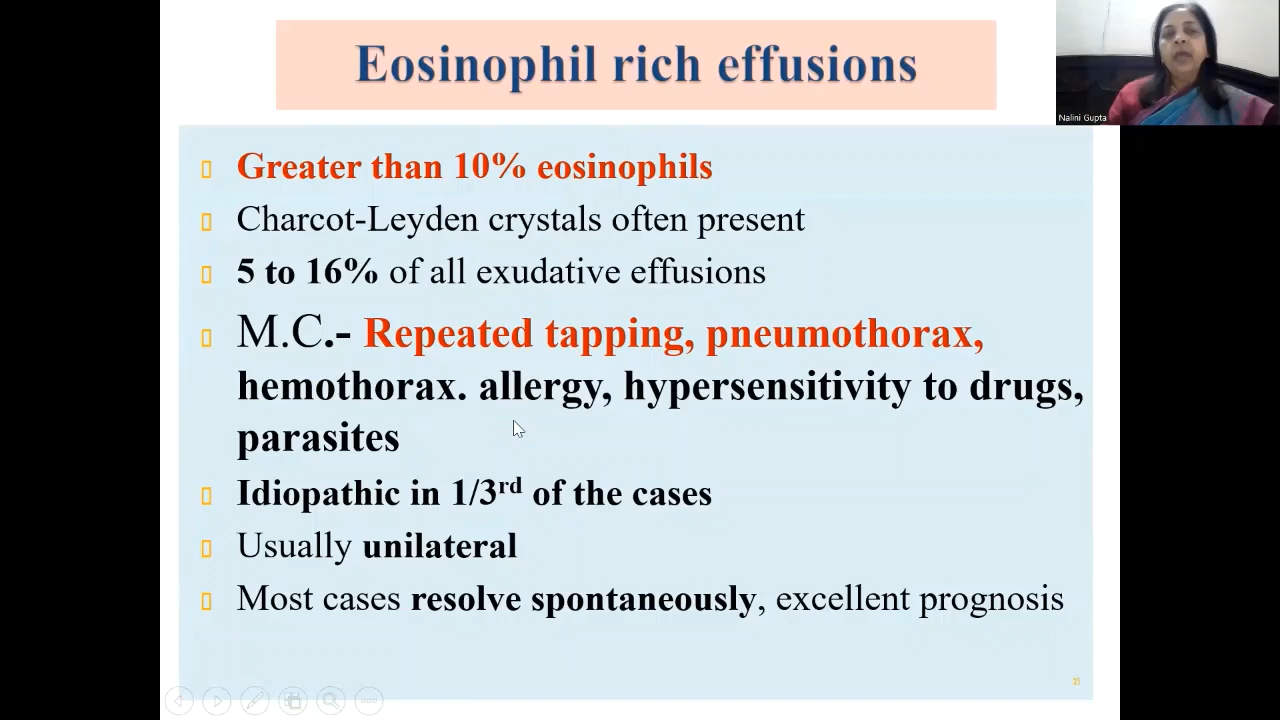 Eosinophil rich effusions
Nalini Gupta
Greater than 10% eosinophils
Charcot-Leyden crystals often present
5 to 16% of all exudative effusions
M.C.- Repeated tapping, pneumothorax,
hemothorax. allergy, hypersensitivity to drugs,
parasites
Idiopathic in 1/3rd of the cases
Usually unilateral
Most cases resolve spontaneously, excellent prognosis
35